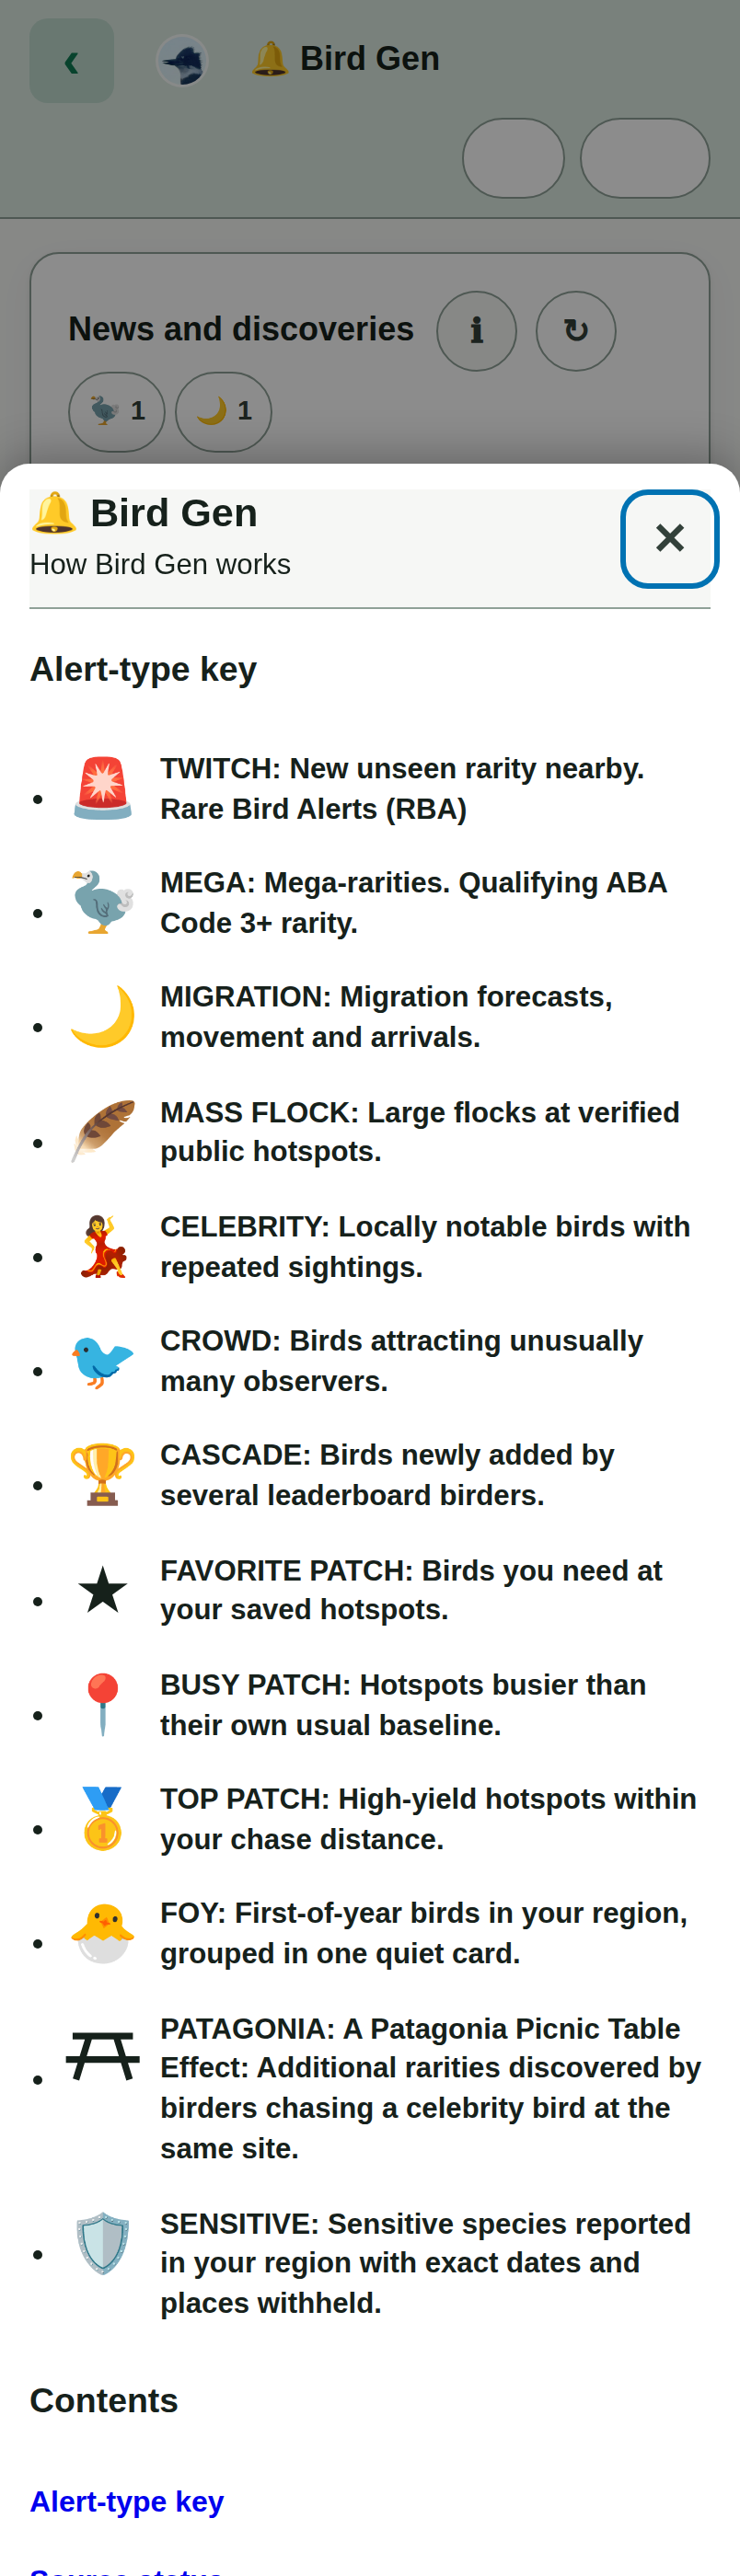 ‹ 🔔 Bird Gen
News and discoveries ℹ ↻
🦤 1 🌙 1
🔔 Bird Gen ✕
How Bird Gen works
Alert-type key
• 🚨 TWITCH: New unseen rarity nearby.
Rare Bird Alerts (RBA)
• 🦤 MEGA: Mega-rarities. Qualifying ABA
Code 3+ rarity.
• 🌙 MIGRATION: Migration forecasts,
movement and arrivals.
• 🪶 MASS FLOCK: Large flocks at verified
public hotspots.
• 💃 CELEBRITY: Locally notable birds with
repeated sightings.
• 🐦 CROWD: Birds attracting unusually
many observers.
• 🏆 CASCADE: Birds newly added by
several leaderboard birders.
• ★ FAVORITE PATCH: Birds you need at
your saved hotspots.
• 📍 BUSY PATCH: Hotspots busier than
their own usual baseline.
• 🥇 TOP PATCH: High-yield hotspots within
your chase distance.
• 🐣 FOY: First-of-year birds in your region,
grouped in one quiet card.
• PATAGONIA: A Patagonia Picnic Table
Effect: Additional rarities discovered by
birders chasing a celebrity bird at the
same site.
• 🛡️ SENSITIVE: Sensitive species reported
in your region with exact dates and
places withheld.
Contents
Alert-type key
Source status